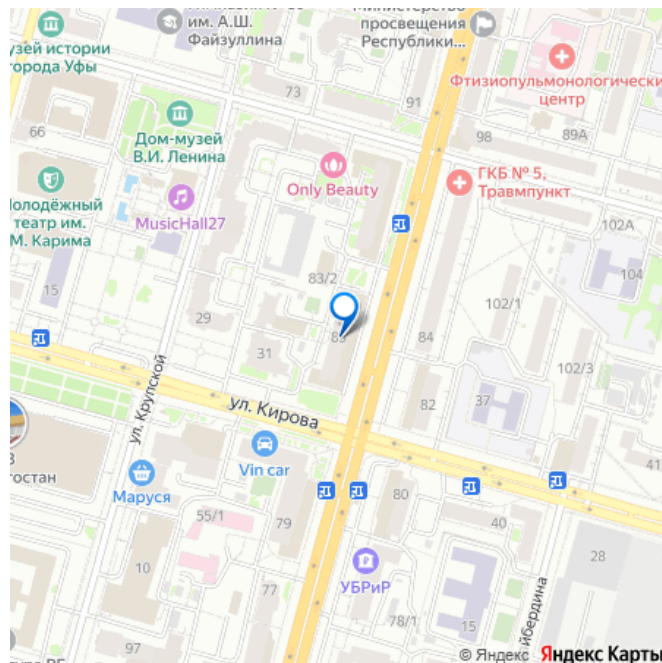 им. А.Ш.
Файзуллина
Министерство
просвещения
Республики...
музей истории
города Уфы
Фтизиопульмонологический
центр
73
91
66
98
89А
Дом-музей
В.И. Ленина
Only Beauty
ГКБ № 5,
Травмпункт
Молодёжный
театр им.
М. Карима
MusicHall27
102А
104
83/2
15
29
102/1
31
84
102/3
ул. Крупской
82
37
ул. Кирова
41
Vin car
Маруся
55/1
79
80
40
28
10
УБРиР
77
78/1
15
97
© Яндекс Яндекс Карты